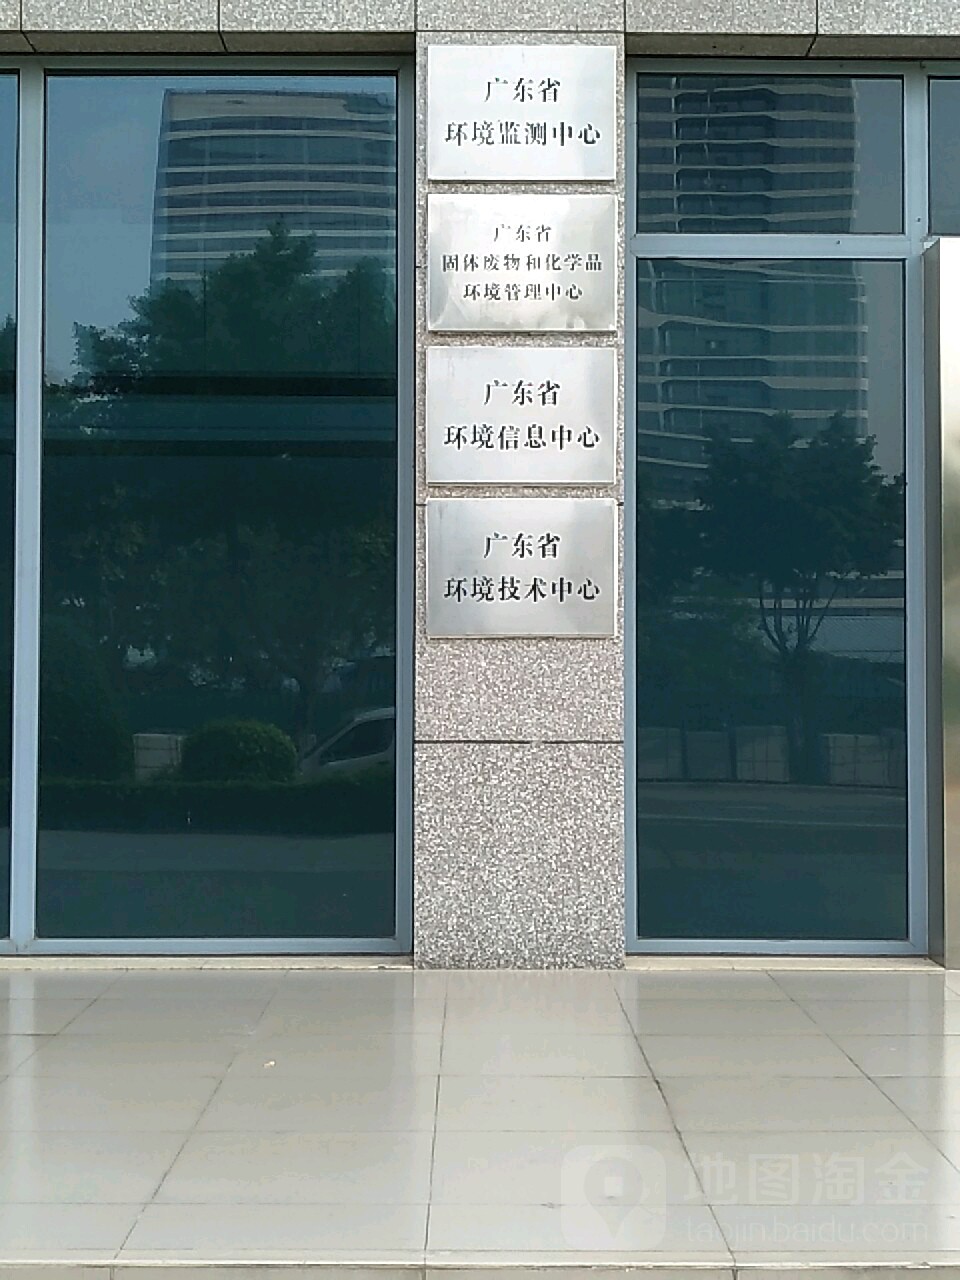 广东省
环境监测中心
广东省
固体废物和化学品
环境管理中心
广东省
环境信息中心
广东省
环境技术中心
地图淘金
taojin.baidu.com